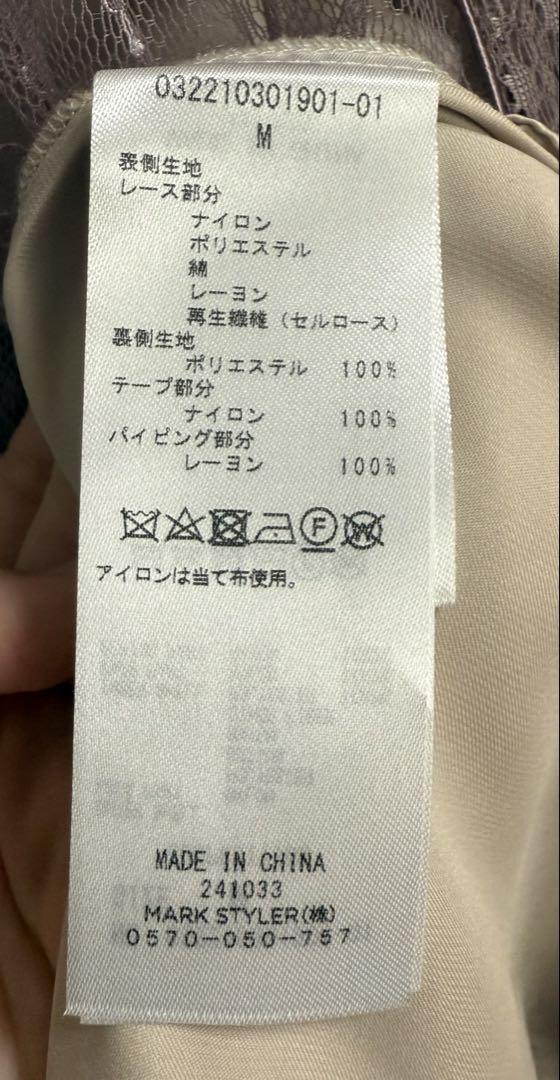 032210301901-01
M
表側生地
レース部分
ナイロン
ポリエステル
綿
レーヨン
再生繊維（セルロース）
裏側生地
ポリエステル 100%
テープ部分
ナイロン 100%
パイピング部分
レーヨン 100%
F W
アイロンは当て布使用。
MADE IN CHINA
241033
MARK STYLER(株)
0570-050-757